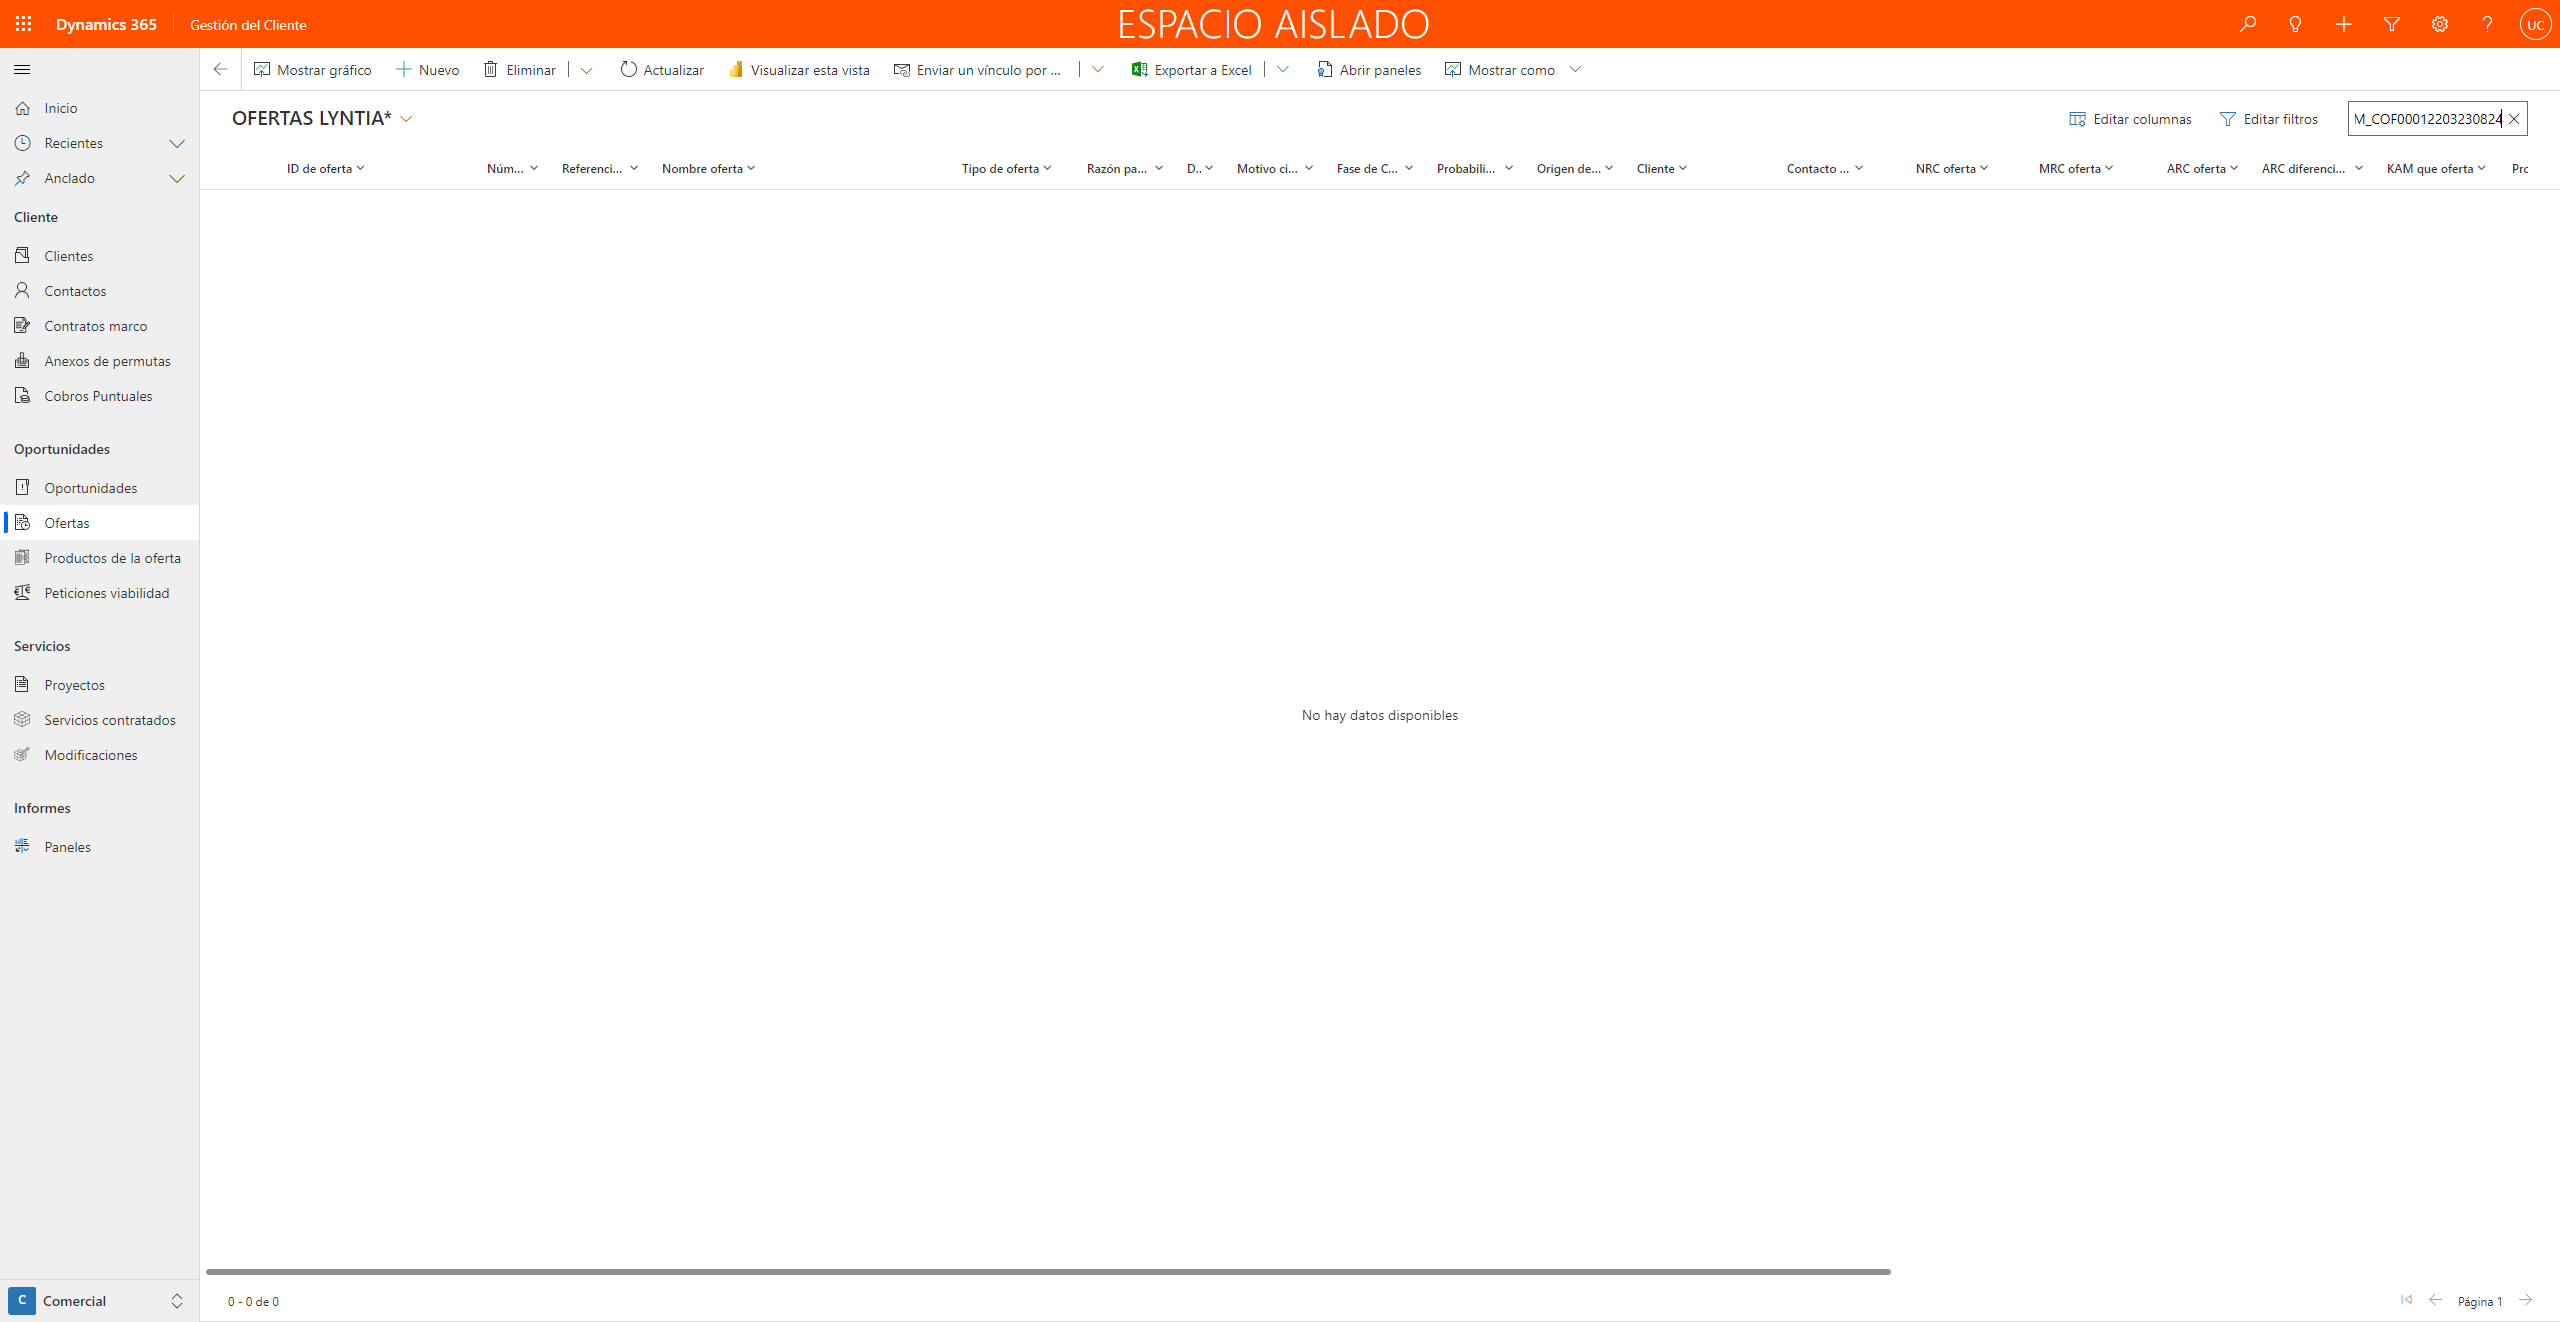 Dynamics 365
Gestión del Cliente
ESPACIO AISLADO
UC
Mostrar gráfico
Nuevo
Eliminar
Actualizar
Visualizar esta vista
Enviar un vínculo por ...
Exportar a Excel
Abrir paneles
Mostrar como
Inicio
Recientes
Anclado
Cliente
Clientes
Contactos
Contratos marco
Anexos de permutas
Cobros Puntuales
Oportunidades
Oportunidades
Ofertas
Productos de la oferta
Peticiones viabilidad
Servicios
Proyectos
Servicios contratados
Modificaciones
Informes
Paneles
C
Comercial
OFERTAS LYNTIA*
Editar columnas
Editar filtros
M_COF00012203230824
ID de oferta
Núm...
Referenci...
Nombre oferta
Tipo de oferta
Razón pa...
D..
Motivo ci...
Fase de C...
Probabili...
Origen de...
Cliente
Contacto ...
NRC oferta
MRC oferta
ARC oferta
ARC diferenci...
KAM que oferta
Prc
No hay datos disponibles
0 - 0 de 0
Página 1